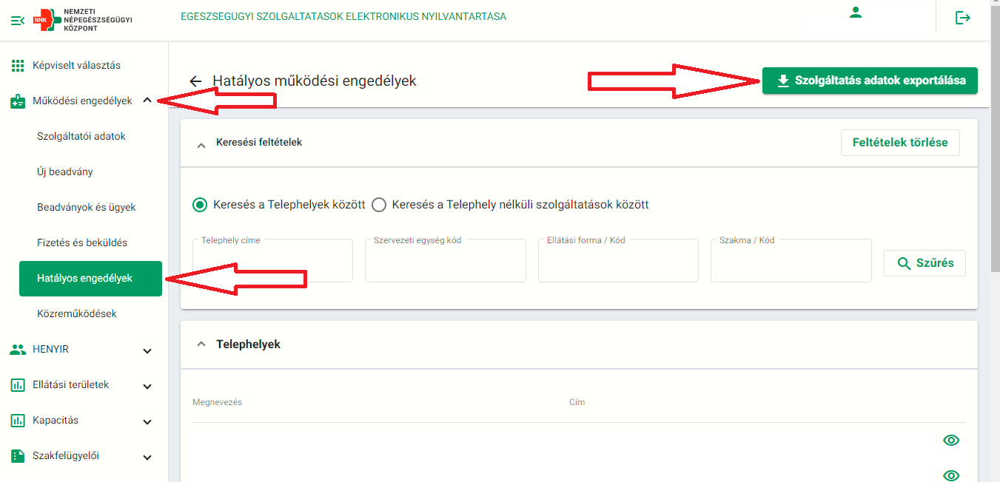 NNK
NEMZETI
NÉPEGÉSZSÉGÜGYI
KÖZPONT
EGESZSEGUGYI SZOLGALTATASOK ELEKTRONIKUS NYILVANTARTASA
Képviselt választás
Működési engedélyek
Szolgáltatói adatok
Új beadvány
Beadványok és ügyek
Fizetés és beküldés
Hatályos engedélyek
Közreműködések
HENYIR
Ellátási területek
Kapacitás
Szakfelügyelői
Hatályos működési engedélyek
Szolgáltatás adatok exportálása
Keresési feltételek
Feltételek törlése
Keresés a Telephelyek között
Keresés a Telephely nélküli szolgáltatások között
Telephely címe
Szervezeti egység kód
Ellátási forma / Kód
Szakma / Kód
Szűrés
Telephelyek
Megnevezés
Cím